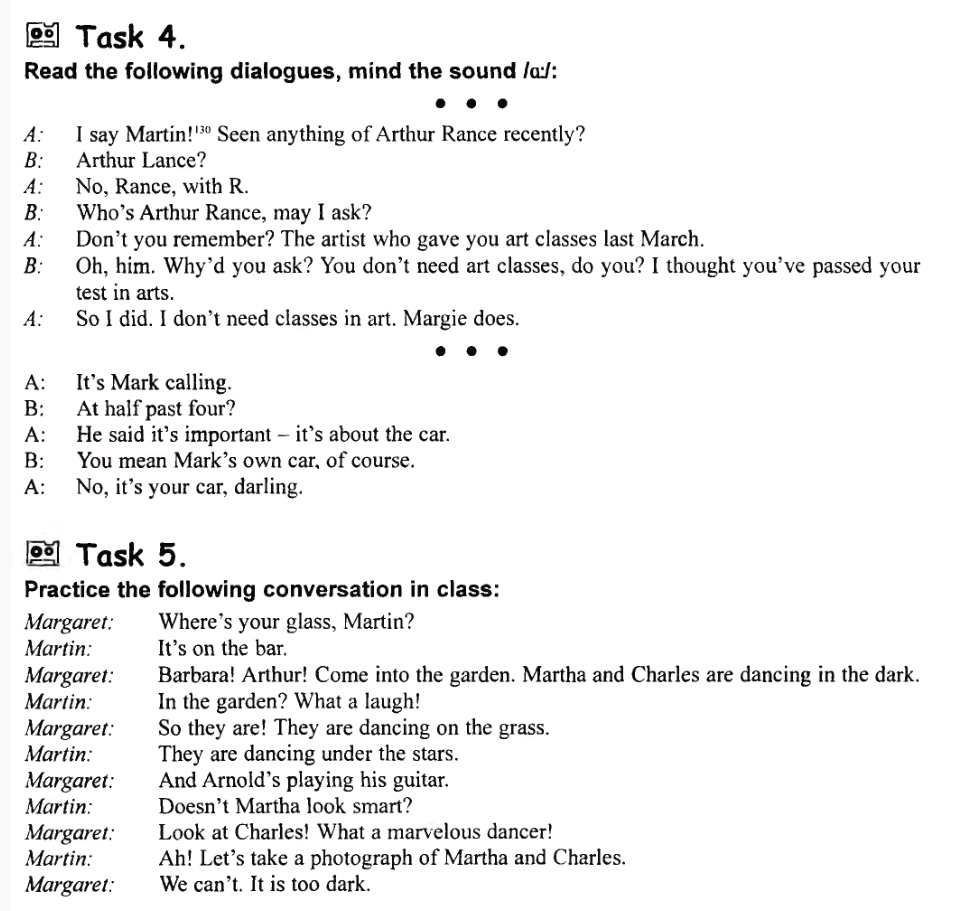 Task 4.
Read the following dialogues, mind the sound /ɑ:/:
• • •
A: I say Martin!¹³⁰ Seen anything of Arthur Rance recently?
B: Arthur Lance?
A: No, Rance, with R.
B: Who's Arthur Rance, may I ask?
A: Don't you remember? The artist who gave you art classes last March.
B: Oh, him. Why'd you ask? You don't need art classes, do you? I thought you've passed your
test in arts.
A: So I did. I don't need classes in art. Margie does.
• • •
A: It's Mark calling.
B: At half past four?
A: He said it's important – it's about the car.
B: You mean Mark's own car, of course.
A: No, it's your car, darling.
Task 5.
Practice the following conversation in class:
Margaret: Where's your glass, Martin?
Martin: It's on the bar.
Margaret: Barbara! Arthur! Come into the garden. Martha and Charles are dancing in the dark.
Martin: In the garden? What a laugh!
Margaret: So they are! They are dancing on the grass.
Martin: They are dancing under the stars.
Margaret: And Arnold's playing his guitar.
Martin: Doesn't Martha look smart?
Margaret: Look at Charles! What a marvelous dancer!
Martin: Ah! Let's take a photograph of Martha and Charles.
Margaret: We can't. It is too dark.